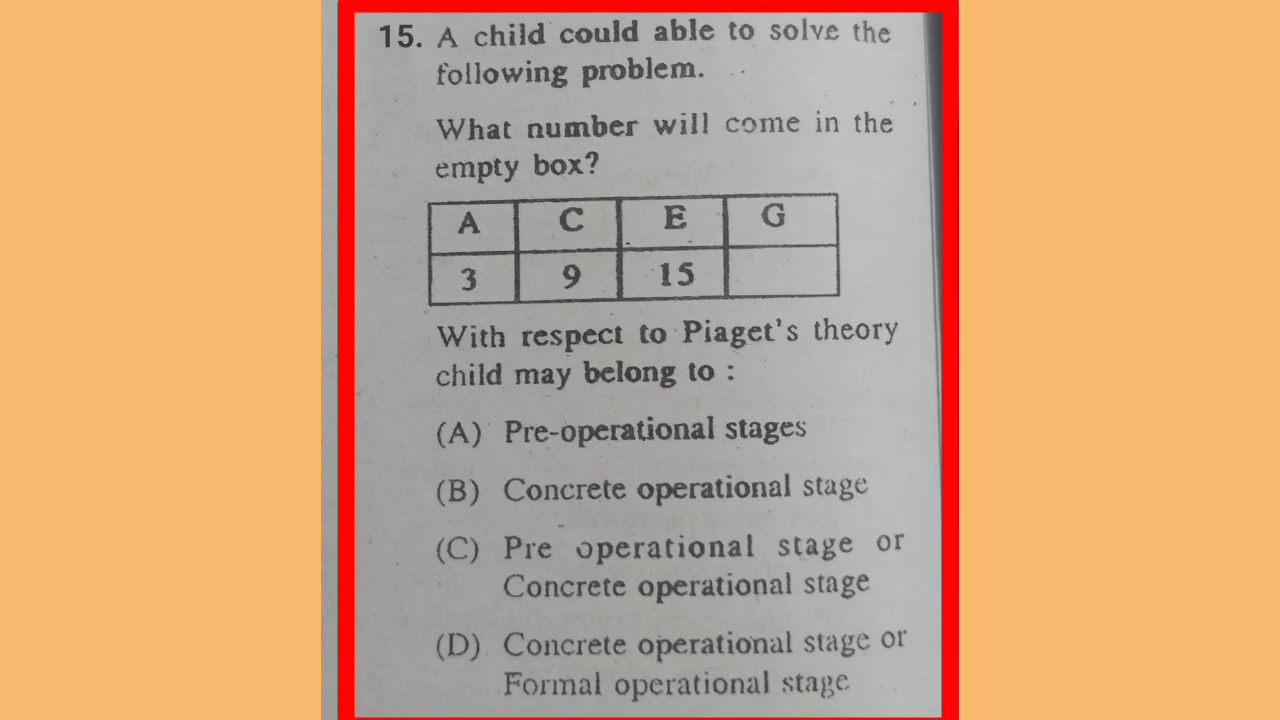 15. A child could able to solve the
following problem.
What number will come in the
empty box?
A C E G
3 9 15
With respect to Piaget's theory
child may belong to :
(A) Pre-operational stages
(B) Concrete operational stage
(C) Pre operational stage or
Concrete operational stage
(D) Concrete operational stage or
Formal operational stage